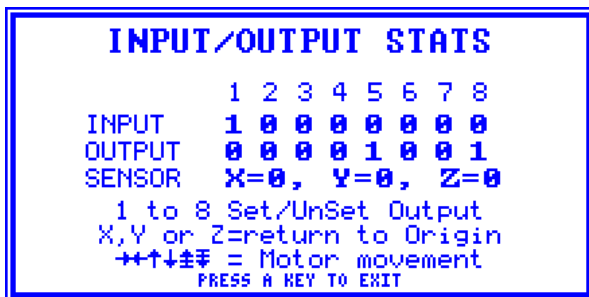 INPUT/OUTPUT STATS
1 2 3 4 5 6 7 8
INPUT 1 0 0 0 0 0 0 0
OUTPUT 0 0 0 0 1 0 0 1
SENSOR X=0, Y=0, Z=0
1 to 8 Set/UnSet Output
X,Y or Z=return to Origin
→←↑↓⤒⤓ = Motor movement
PRESS A KEY TO EXIT